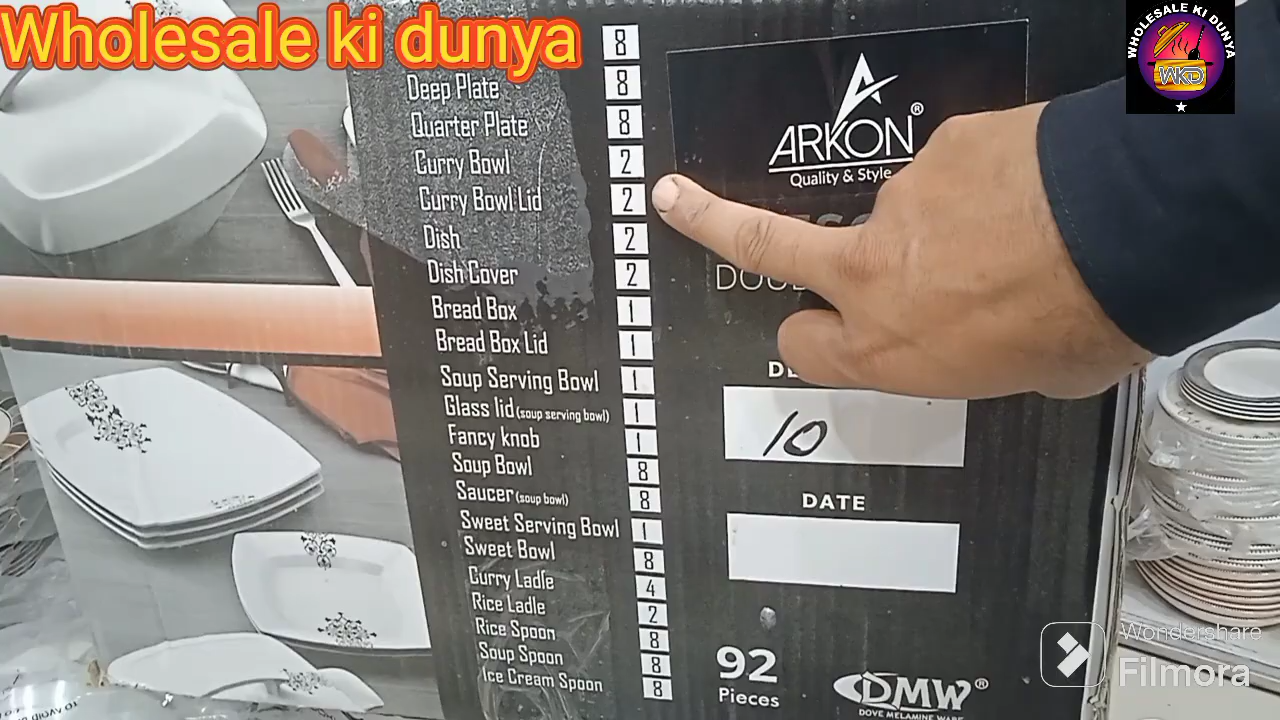 Wholesale ki dunya
WHOLESALE KI DUNYA
WKD
8
Deep Plate 8
Quarter Plate 8
Curry Bowl 2
Curry Bowl Lid 2
Dish 2
Dish Cover 2
Bread Box 1
Bread Box Lid 1
Soup Serving Bowl 1
Glass lid (soup serving bowl) 1
Fancy knob 1
Soup Bowl 8
Saucer (soup bowl) 8
Sweet Serving Bowl 1
Sweet Bowl 8
Curry Ladle 4
Rice Ladle 2
Rice Spoon 8
Soup Spoon 8
Ice Cream Spoon 8
ARKON®
Quality & Style
10
DATE
92
Pieces
DMW®
DOVE MELAMINE WARE
Wondershare
Filmora